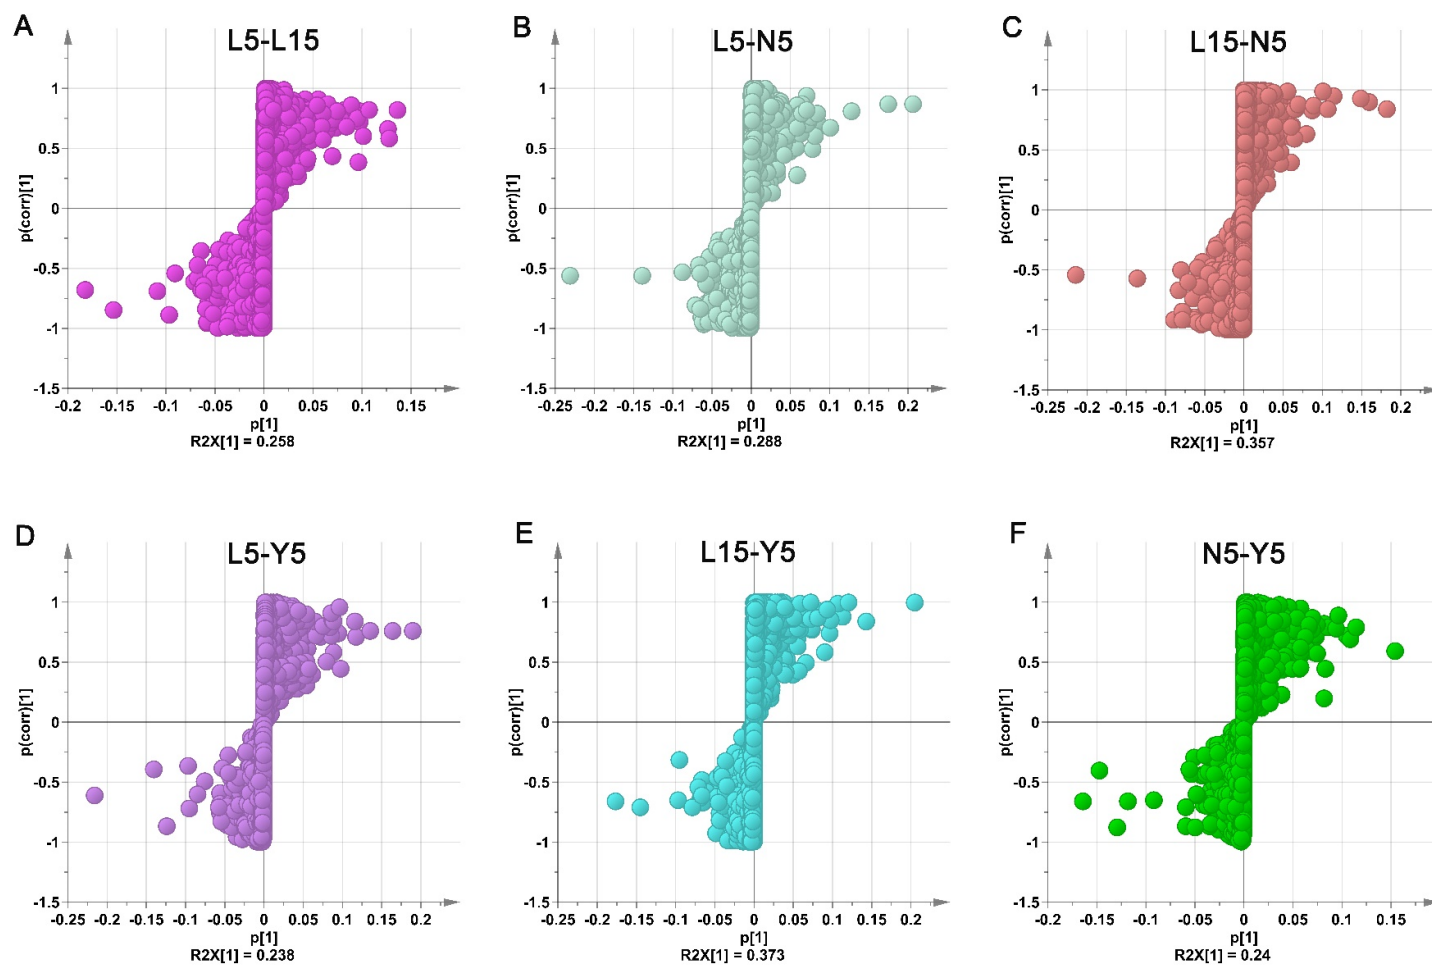 A
L5-L15
1
0.5
0
-0.5
-1
-1.5
p(corr)[1]
-0.2 -0.15 -0.1 -0.05 0 0.05 0.1 0.15
p[1]
R2X[1] = 0.258
B
L5-N5
1
0.5
0
-0.5
-1
-1.5
p(corr)[1]
-0.25 -0.2 -0.15 -0.1 -0.05 0 0.05 0.1 0.15 0.2
p[1]
R2X[1] = 0.288
C
L15-N5
1
0.5
0
-0.5
-1
-1.5
p(corr)[1]
-0.25 -0.2 -0.15 -0.1 -0.05 0 0.05 0.1 0.15 0.2
p[1]
R2X[1] = 0.357
D
L5-Y5
1
0.5
0
-0.5
-1
-1.5
p(corr)[1]
-0.25 -0.2 -0.15 -0.1 -0.05 0 0.05 0.1 0.15 0.2
p[1]
R2X[1] = 0.238
E
L15-Y5
1
0.5
0
-0.5
-1
-1.5
p(corr)[1]
-0.25 -0.2 -0.15 -0.1 -0.05 0 0.05 0.1 0.15 0.2
p[1]
R2X[1] = 0.373
F
N5-Y5
1
0.5
0
-0.5
-1
-1.5
p(corr)[1]
-0.2 -0.15 -0.1 -0.05 0 0.05 0.1 0.15
p[1]
R2X[1] = 0.24